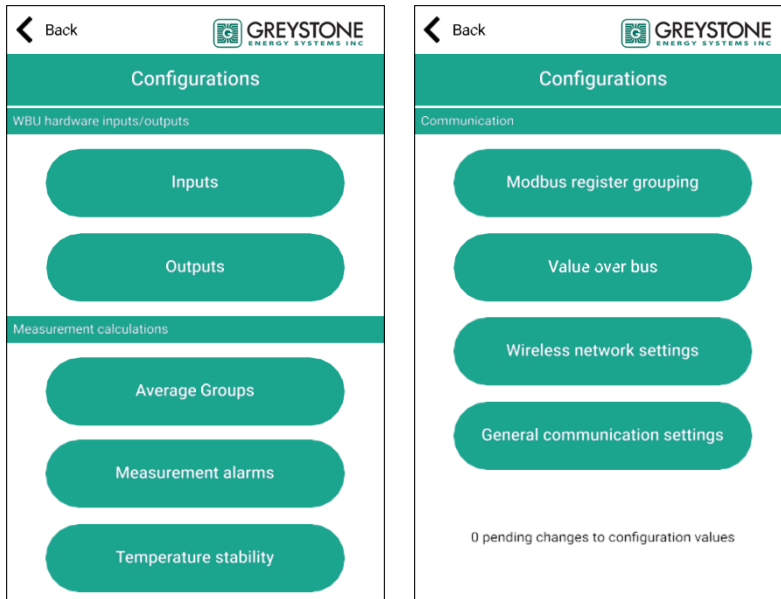 Back
GREYSTONE
ENERGY SYSTEMS INC
Configurations
WBU hardware inputs/outputs
Inputs
Outputs
Measurement calculations
Average Groups
Measurement alarms
Temperature stability
Back
GREYSTONE
ENERGY SYSTEMS INC
Configurations
Communication
Modbus register grouping
Value over bus
Wireless network settings
General communication settings
0 pending changes to configuration values